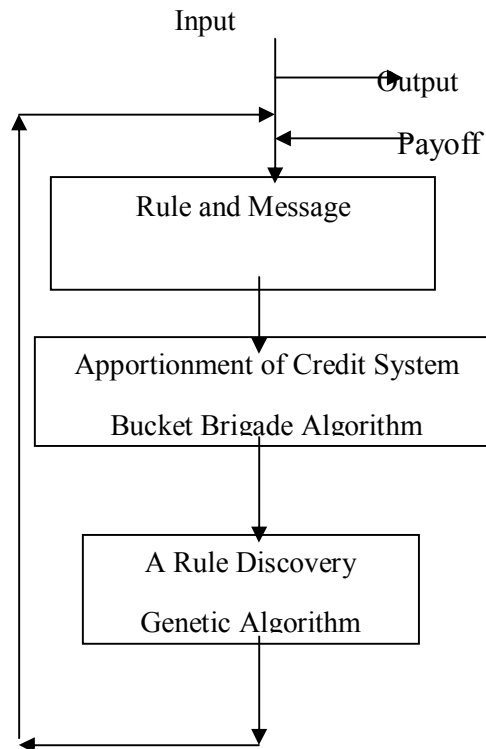 Input
Output
Payoff
Rule and Message
Apportionment of Credit System
Bucket Brigade Algorithm
A Rule Discovery
Genetic Algorithm